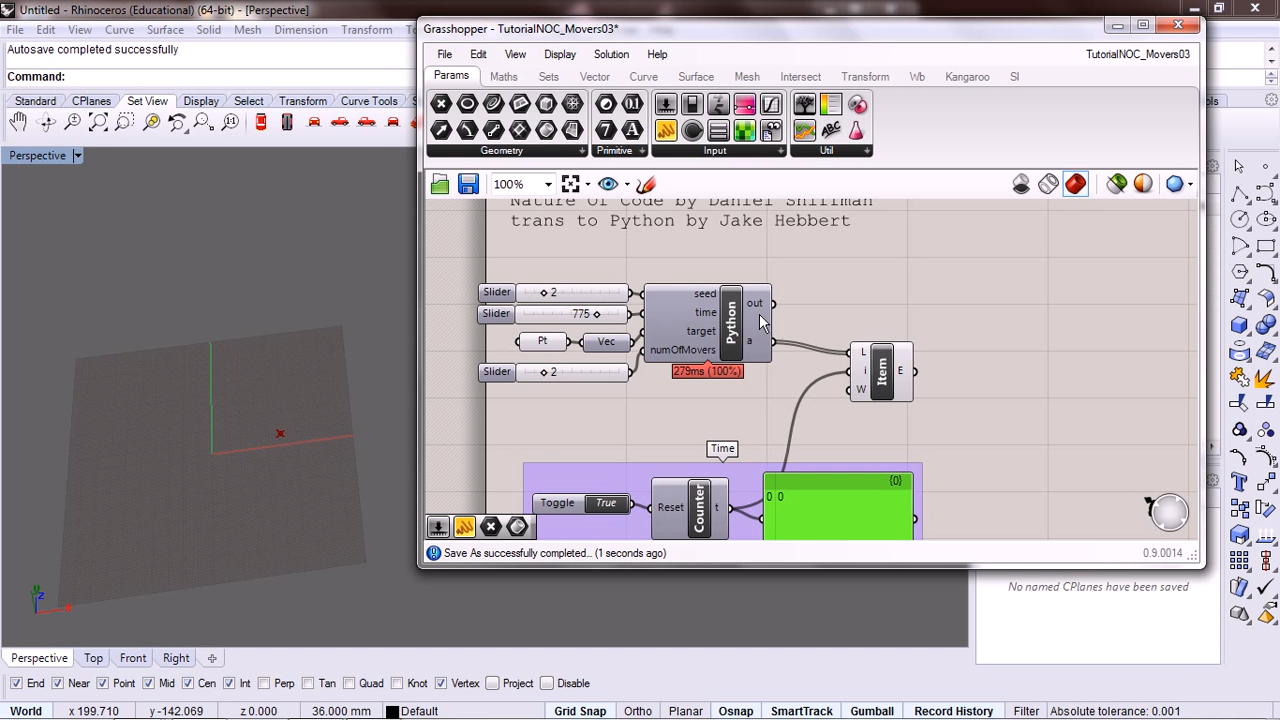 Untitled - Rhinoceros (Educational) (64-bit) - [Perspective]
File Edit View Curve Surface Solid Mesh Dimension Transform
Autosave completed successfully
Command:
Standard CPlanes Set View Display Select Transform Curve Tools
Perspective
Grasshopper - TutorialNOC_Movers03*
File Edit View Display Solution Help
TutorialNOC_Movers03
Params Maths Sets Vector Curve Surface Mesh Intersect Transform Wb Kangaroo SI
Geometry Primitive Input Util
100%
Nature Of Code by Daniel Shiffman
trans to Python by Jake Hebbert
Slider 2
Slider 775
Pt Vec
Slider 2
seed
time
target
numOfMovers
Python
out
a
279ms (100%)
L
i
W
Item
E
Time
Toggle True
Reset Counter t
{0}
0 0
Save As successfully completed... (1 seconds ago)
0.9.0014
No named CPlanes have been saved
z
x
Perspective Top Front Right
End Near Point Mid Cen Int Perp Tan Quad Knot Vertex Project Disable
World x 199.710 y -142.069 z 0.000 36.000 mm Default Grid Snap Ortho Planar Osnap SmartTrack Gumball Record History Filter Absolute tolerance: 0.001